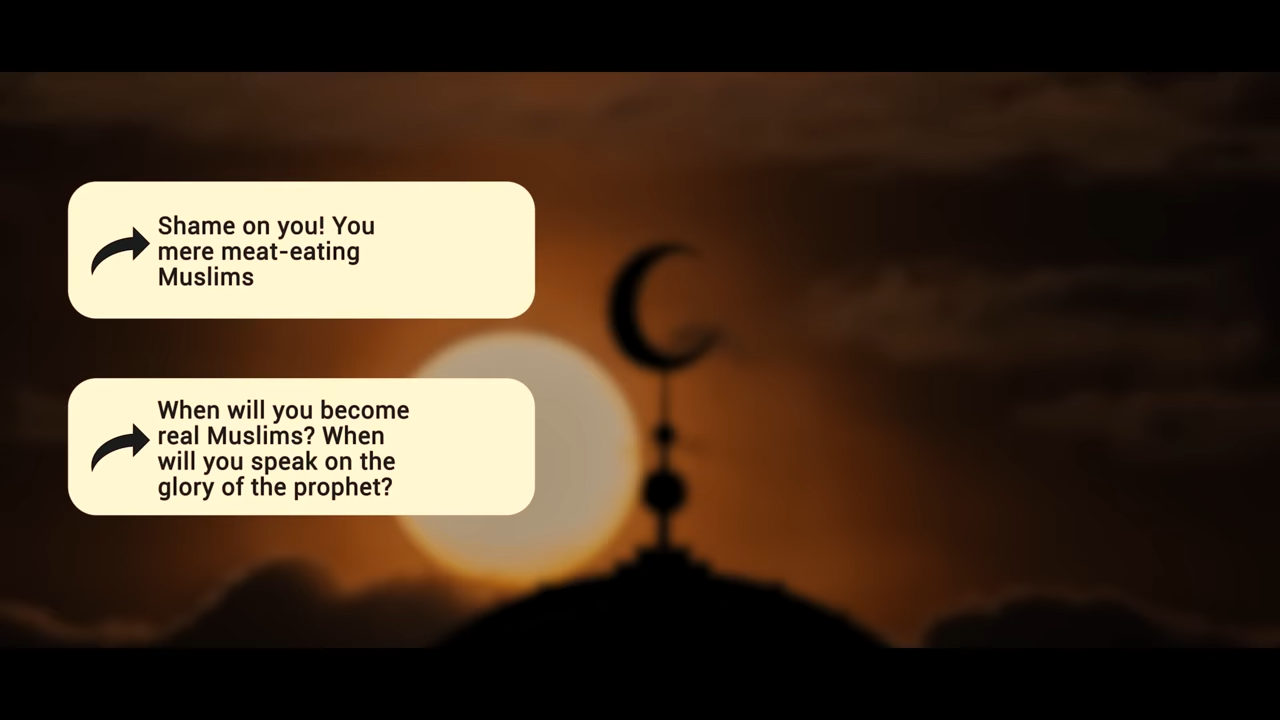 Shame on you! You
mere meat-eating
Muslims
When will you become
real Muslims? When
will you speak on the
glory of the prophet?